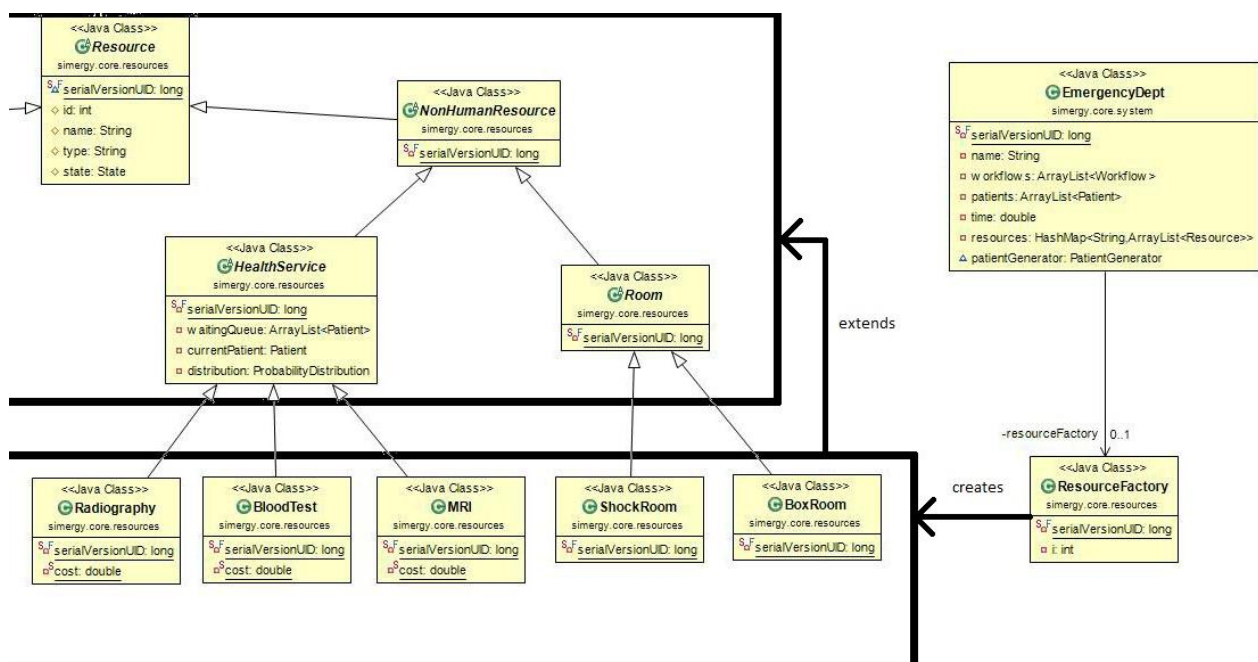 <<Java Class>>
Resource
simergy.core.resources
serialVersionUID: long
id: int
name: String
type: String
state: State
<<Java Class>>
NonHumanResource
simergy.core.resources
serialVersionUID: long
<<Java Class>>
EmergencyDept
simergy.core.system
serialVersionUID: long
name: String
workflows: ArrayList<Workflow>
patients: ArrayList<Patient>
time: double
resources: HashMap<String,ArrayList<Resource>>
patientGenerator: PatientGenerator
<<Java Class>>
HealthService
simergy.core.resources
serialVersionUID: long
waitingQueue: ArrayList<Patient>
currentPatient: Patient
distribution: ProbabilityDistribution
<<Java Class>>
Room
simergy.core.resources
serialVersionUID: long
extends
-resourceFactory 0..1
<<Java Class>>
Radiography
simergy.core.resources
serialVersionUID: long
cost: double
<<Java Class>>
BloodTest
simergy.core.resources
serialVersionUID: long
cost: double
<<Java Class>>
MRI
simergy.core.resources
serialVersionUID: long
cost: double
<<Java Class>>
ShockRoom
simergy.core.resources
serialVersionUID: long
<<Java Class>>
BoxRoom
simergy.core.resources
serialVersionUID: long
creates
<<Java Class>>
ResourceFactory
simergy.core.resources
serialVersionUID: long
i: int